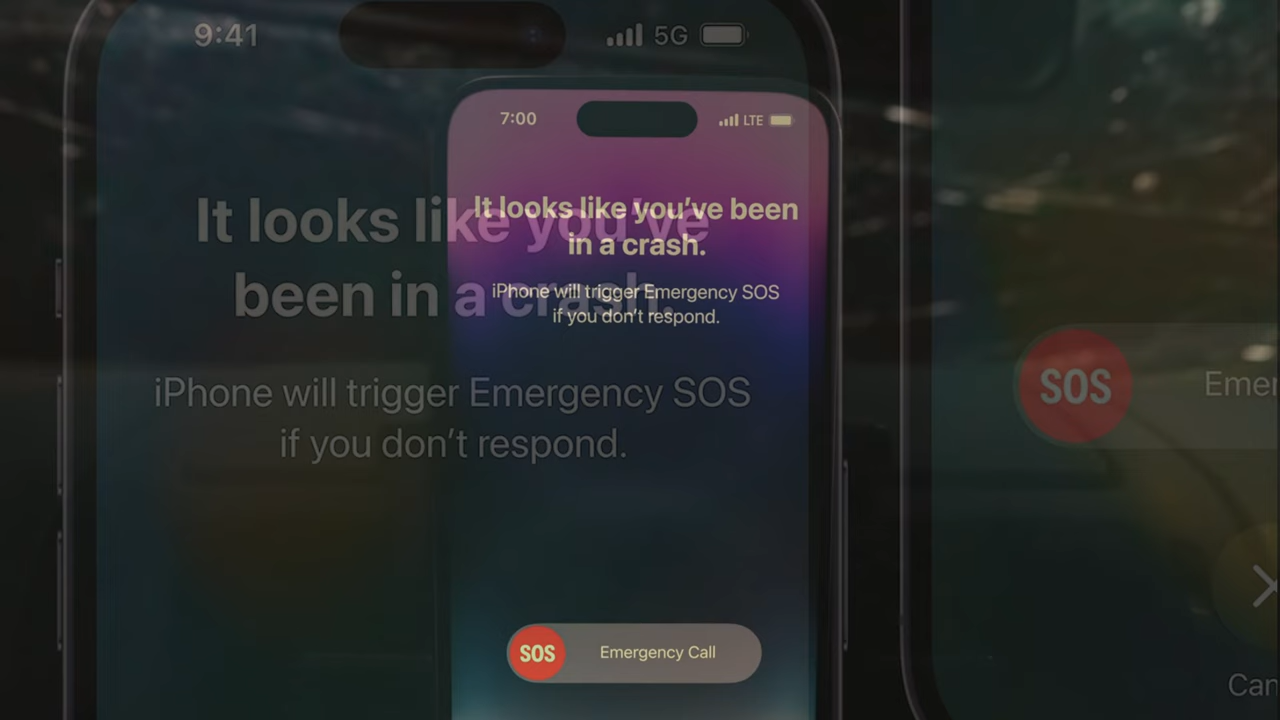 9:41
5G
It looks like you've
been in a crash.
iPhone will trigger Emergency SOS
if you don't respond.
7:00
LTE
It looks like you've been
in a crash.
iPhone will trigger Emergency SOS
if you don't respond.
SOS
Emergency Call
SOS
Emer
Can